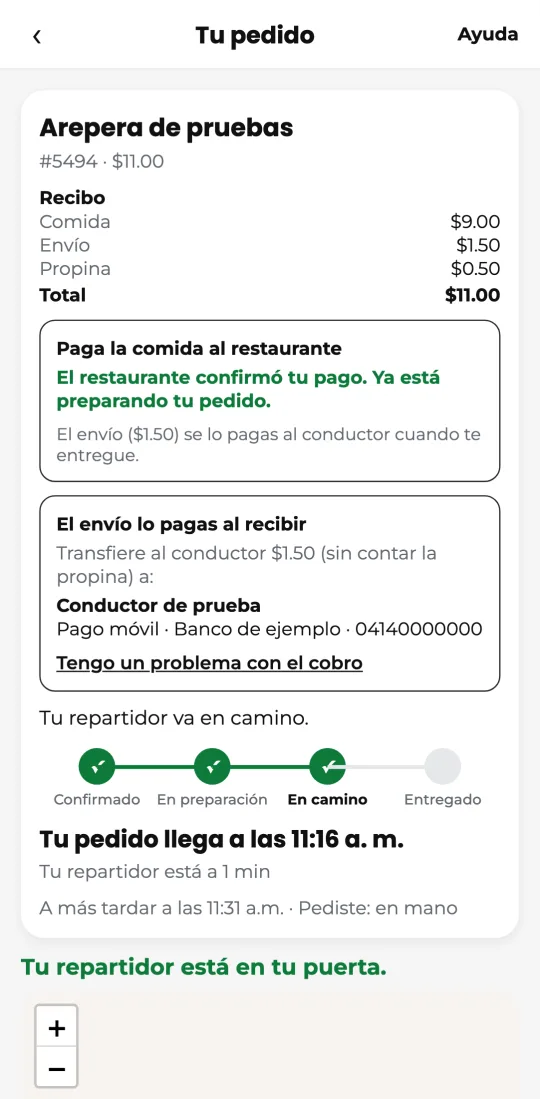 ‹ Tu pedido Ayuda
Arepera de pruebas
#5494 · $11.00
Recibo
Comida $9.00
Envío $1.50
Propina $0.50
Total $11.00
Paga la comida al restaurante
El restaurante confirmó tu pago. Ya está
preparando tu pedido.
El envío ($1.50) se lo pagas al conductor cuando te
entregue.
El envío lo pagas al recibir
Transfiere al conductor $1.50 (sin contar la
propina) a:
Conductor de prueba
Pago móvil · Banco de ejemplo · 04140000000
Tengo un problema con el cobro
Tu repartidor va en camino.
Confirmado En preparación En camino Entregado
Tu pedido llega a las 11:16 a. m.
Tu repartidor está a 1 min
A más tardar a las 11:31 a.m. · Pediste: en mano
Tu repartidor está en tu puerta.
+
−